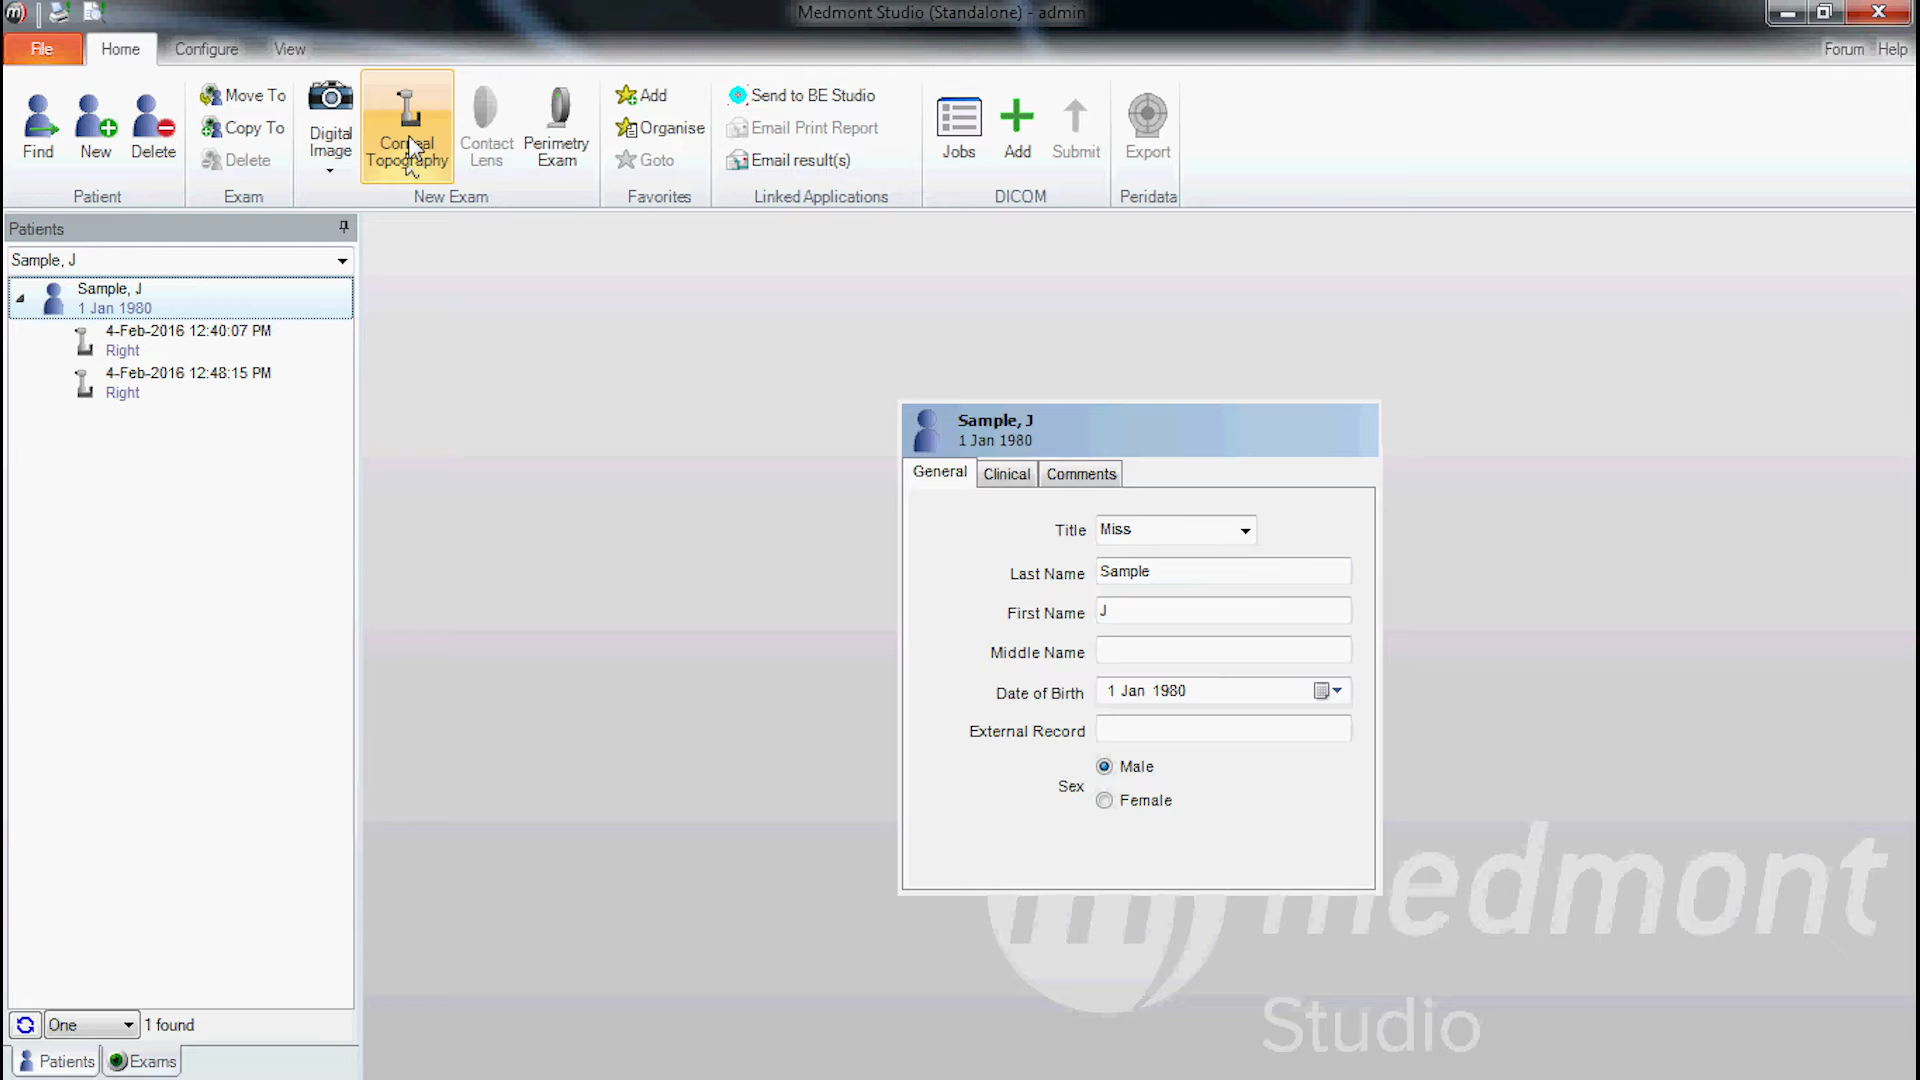 Medmont Studio (Standalone) - admin
File
Home
Configure
View
Forum
Help
Find
New
Delete
Patient
Move To
Copy To
Delete
Exam
Digital
Image
Corneal
Topography
Contact
Lens
Perimetry
Exam
New Exam
Add
Organise
Goto
Favorites
Send to BE Studio
Email Print Report
Email result(s)
Linked Applications
Jobs
Add
Submit
DICOM
Export
Peridata
Patients
Sample, J
Sample, J
1 Jan 1980
4-Feb-2016 12:40:07 PM
Right
4-Feb-2016 12:48:15 PM
Right
Sample, J
1 Jan 1980
General
Clinical
Comments
Title
Miss
Last Name
Sample
First Name
J
Middle Name
Date of Birth
1 Jan 1980
External Record
Sex
Male
Female
medmont
Studio
One
1 found
Patients
Exams